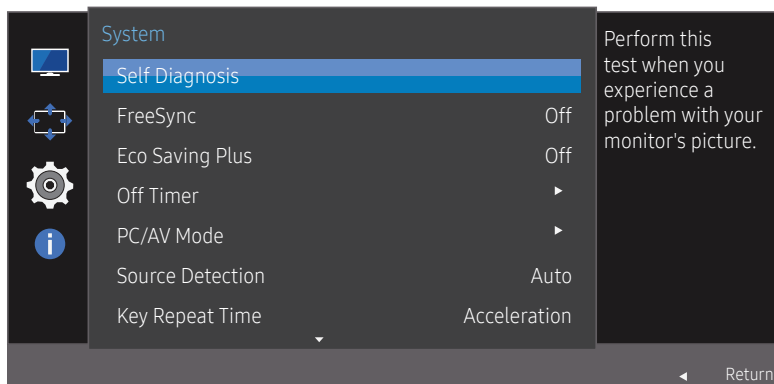 System
Self Diagnosis
FreeSync Off
Eco Saving Plus Off
Off Timer
PC/AV Mode
Source Detection Auto
Key Repeat Time Acceleration
Perform this
test when you
experience a
problem with your
monitor's picture.
Return